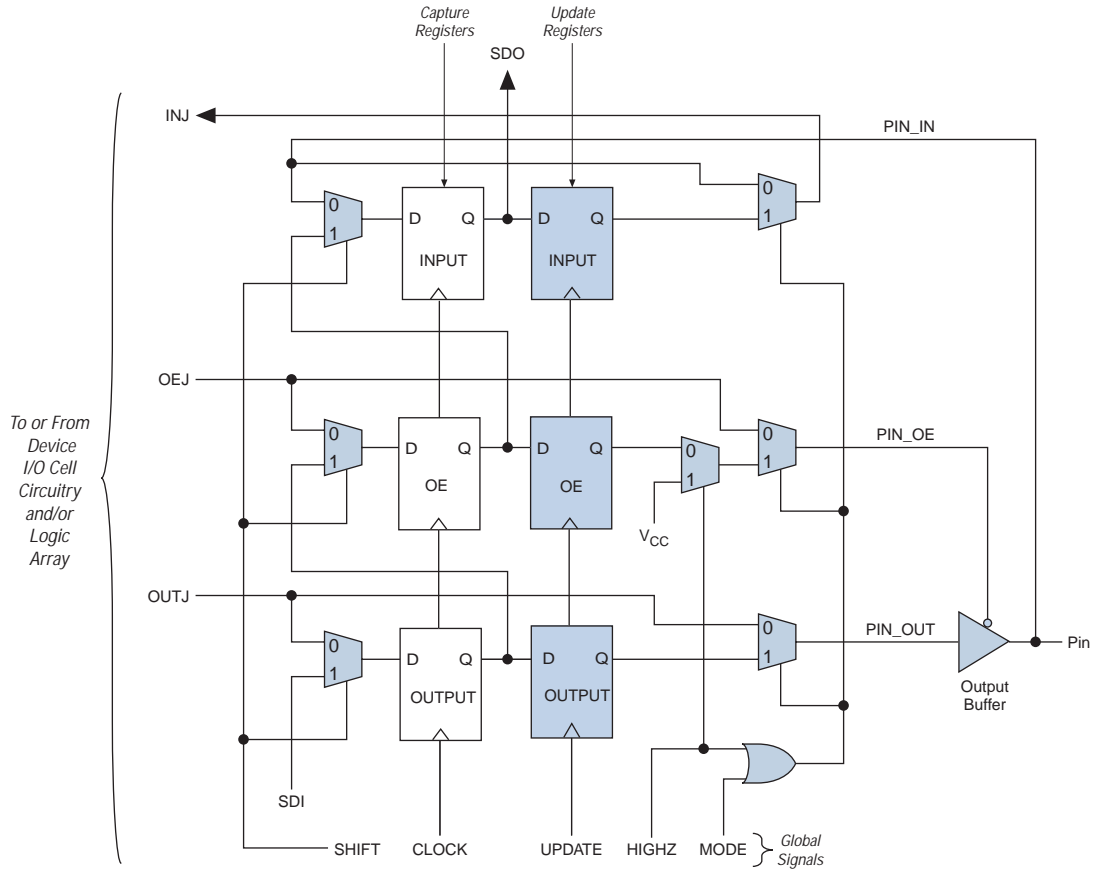 Capture
Registers
Update
Registers
SDO
INJ
PIN_IN
0
1
D Q
INPUT
D Q
INPUT
0
1
OEJ
To or From
Device
I/O Cell
Circuitry
and/or
Logic
Array
0
1
D Q
OE
D Q
OE
0
1
VCC
0
1
PIN_OE
OUTJ
0
1
D Q
OUTPUT
D Q
OUTPUT
0
1
PIN_OUT
Pin
Output
Buffer
SDI
SHIFT
CLOCK
UPDATE
HIGHZ
MODE
Global
Signals